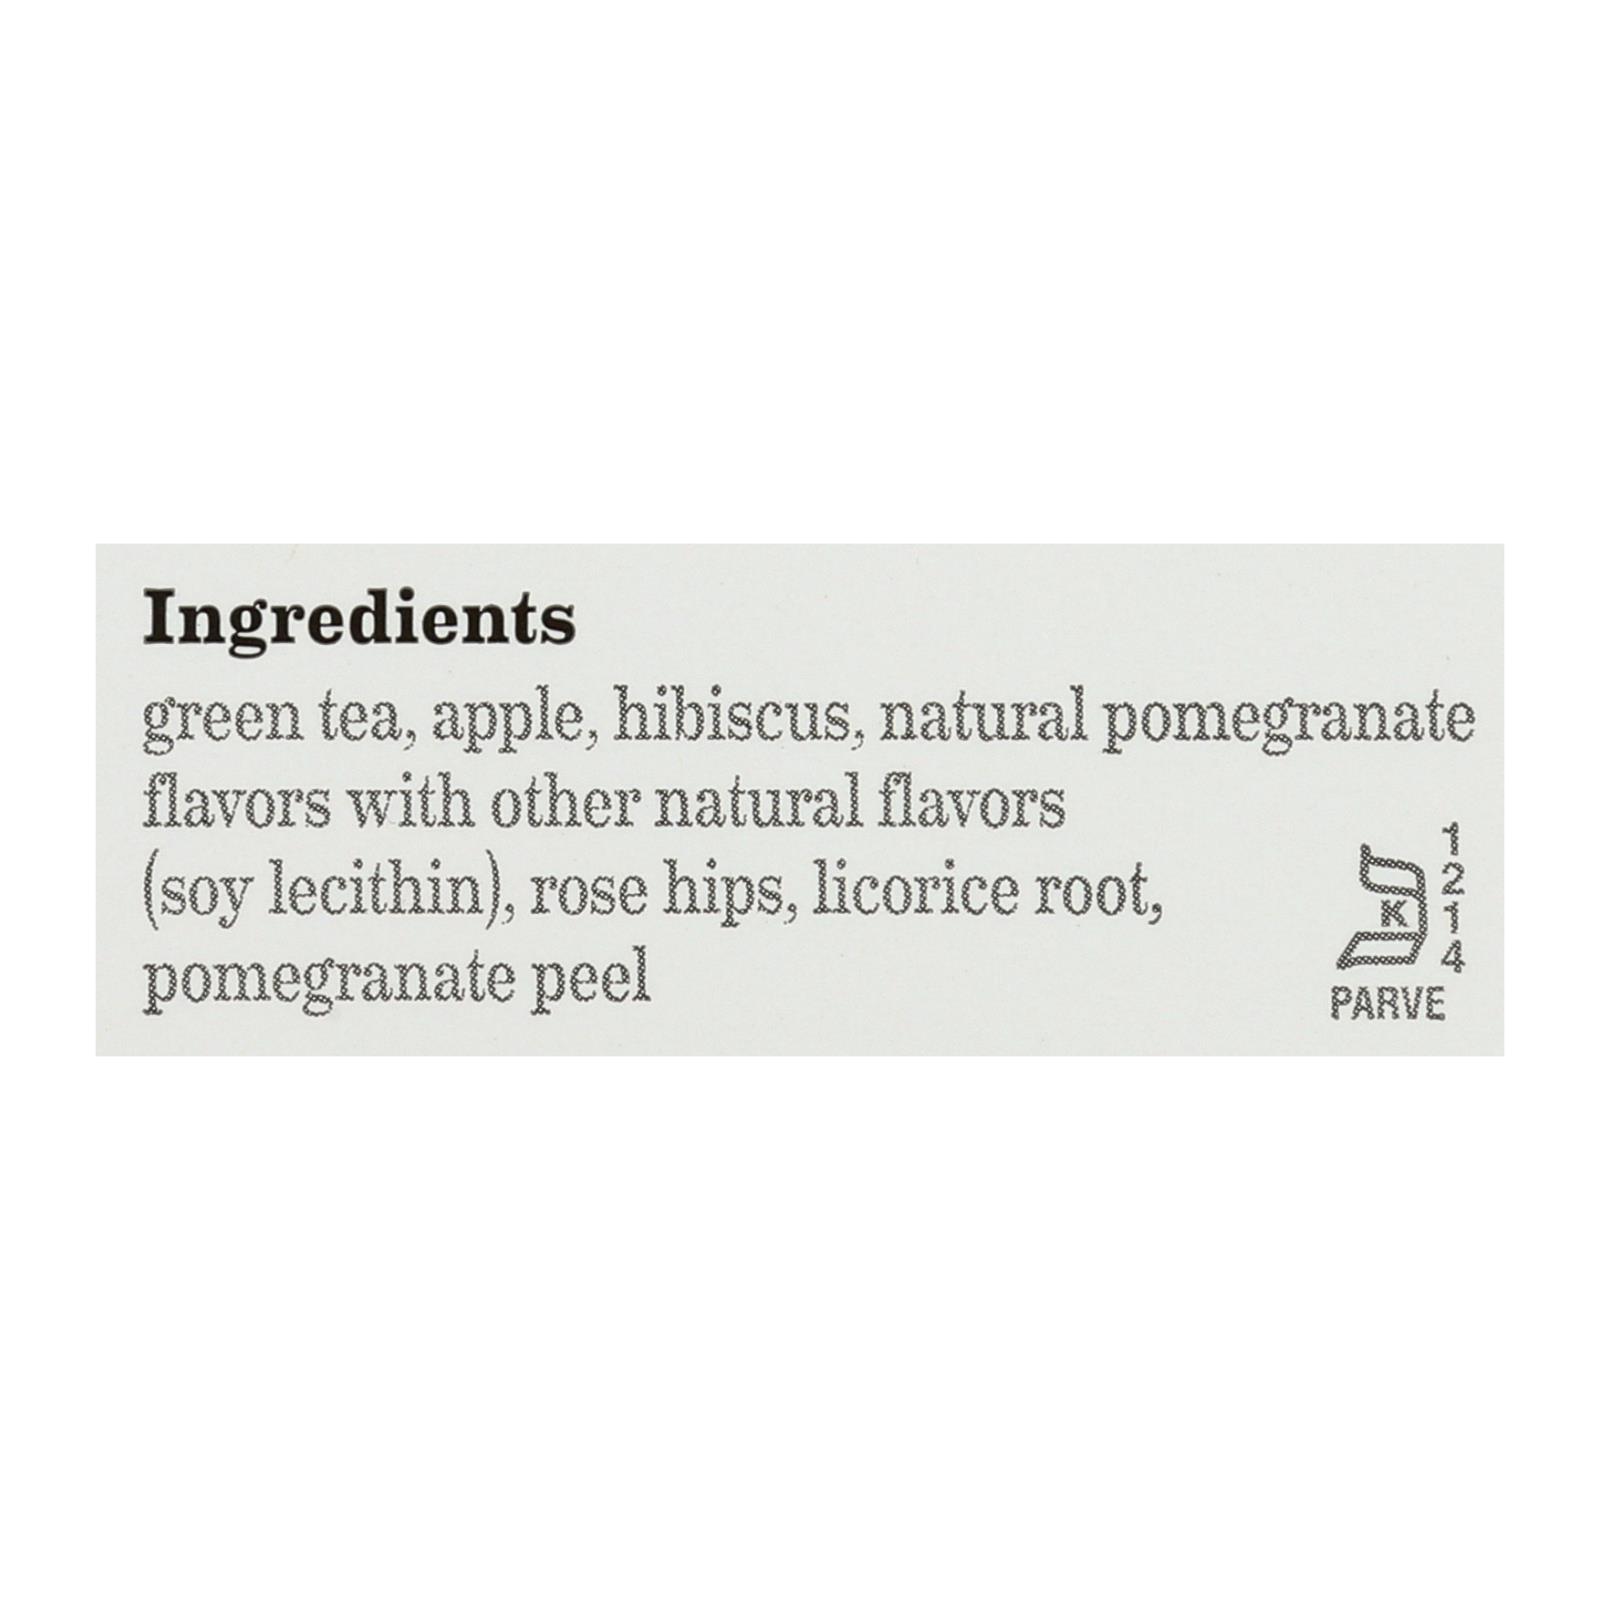 Ingredients
green tea, apple, hibiscus, natural pomegranate
flavors with other natural flavors
(soy lecithin), rose hips, licorice root,
pomegranate peel
K
1
2
1
4
PARVE